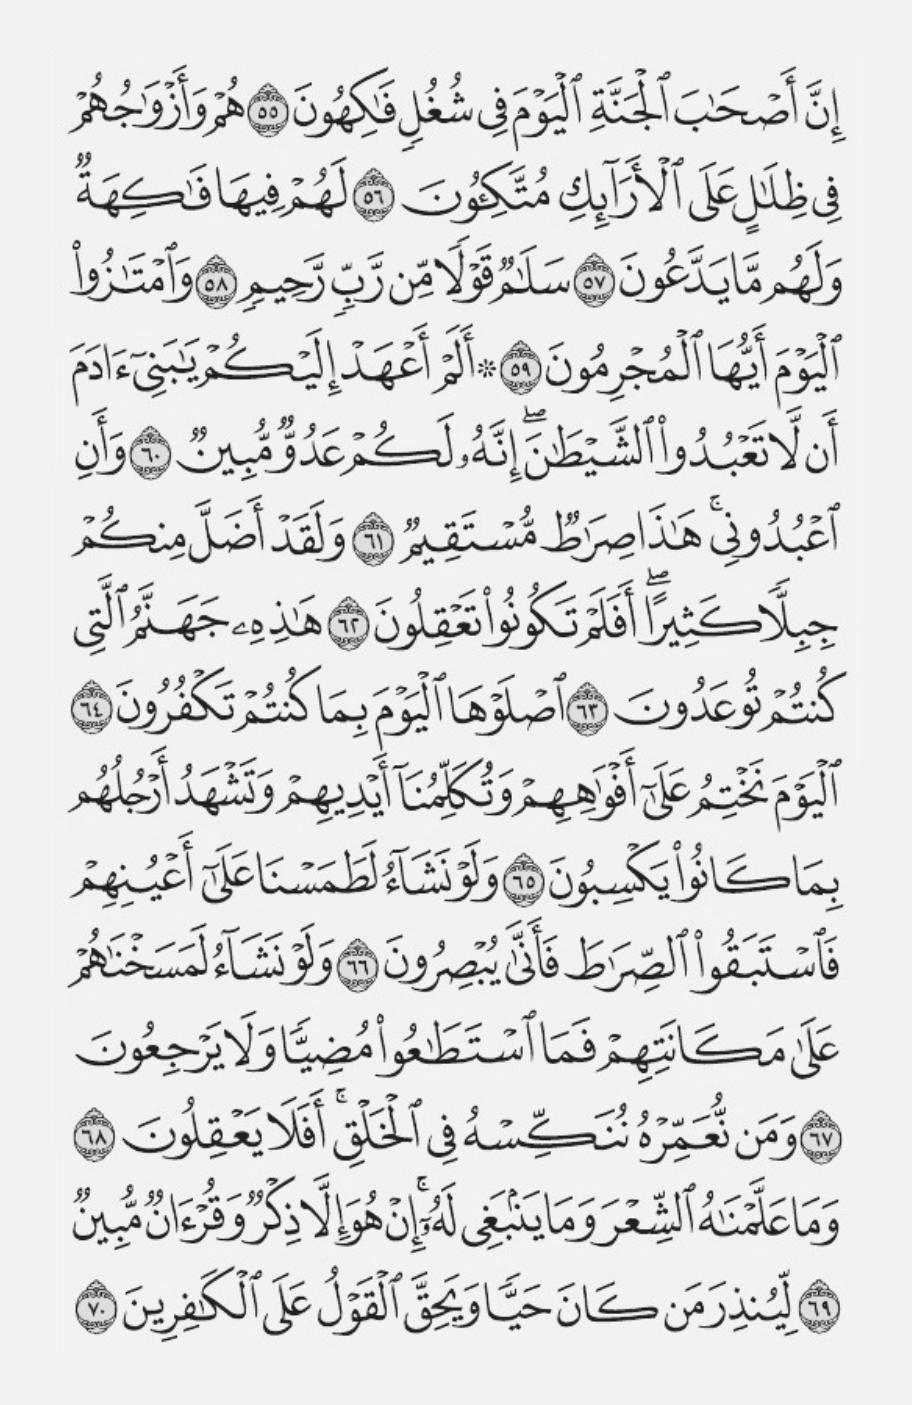 إِنَّ أَصْحَٰبَ ٱلْجَنَّةِ ٱلْيَوْمَ فِى شُغُلٍ فَٰكِهُونَ ٥٥ هُمْ وَأَزْوَٰجُهُمْ
فِى ظِلَٰلٍ عَلَى ٱلْأَرَآئِكِ مُتَّكِـُٔونَ ٥٦ لَهُمْ فِيهَا فَٰكِهَةٌ
وَلَهُم مَّا يَدَّعُونَ ٥٧ سَلَٰمٌ قَوْلًا مِّن رَّبٍّ رَّحِيمٍ ٥٨ وَٱمْتَٰزُوا۟
ٱلْيَوْمَ أَيُّهَا ٱلْمُجْرِمُونَ ٥٩ ۞ أَلَمْ أَعْهَدْ إِلَيْكُمْ يَٰبَنِىٓ ءَادَمَ
أَن لَّا تَعْبُدُوا۟ ٱلشَّيْطَٰنَ ۖ إِنَّهُۥ لَكُمْ عَدُوٌّ مُّبِينٌ ٦٠ وَأَنِ
ٱعْبُدُونِى ۚ هَٰذَا صِرَٰطٌ مُّسْتَقِيمٌ ٦١ وَلَقَدْ أَضَلَّ مِنكُمْ
جِبِلًّا كَثِيرًا ۖ أَفَلَمْ تَكُونُوا۟ تَعْقِلُونَ ٦٢ هَٰذِهِۦ جَهَنَّمُ ٱلَّتِى
كُنتُمْ تُوعَدُونَ ٦٣ ٱصْلَوْهَا ٱلْيَوْمَ بِمَا كُنتُمْ تَكْفُرُونَ ٦٤
ٱلْيَوْمَ نَخْتِمُ عَلَىٰٓ أَفْوَٰهِهِمْ وَتُكَلِّمُنَآ أَيْدِيهِمْ وَتَشْهَدُ أَرْجُلُهُم
بِمَا كَانُوا۟ يَكْسِبُونَ ٦٥ وَلَوْ نَشَآءُ لَطَمَسْنَا عَلَىٰٓ أَعْيُنِهِمْ
فَٱسْتَبَقُوا۟ ٱلصِّرَٰطَ فَأَنَّىٰ يُبْصِرُونَ ٦٦ وَلَوْ نَشَآءُ لَمَسَخْنَٰهُمْ
عَلَىٰ مَكَانَتِهِمْ فَمَا ٱسْتَطَٰعُوا۟ مُضِيًّا وَلَا يَرْجِعُونَ
٦٧ وَمَن نُّعَمِّرْهُ نُنَكِّسْهُ فِى ٱلْخَلْقِ ۚ أَفَلَا يَعْقِلُونَ ٦٨
وَمَا عَلَّمْنَٰهُ ٱلشِّعْرَ وَمَا يَنۢبَغِى لَهُۥٓ ۚ إِنْ هُوَ إِلَّا ذِكْرٌ وَقُرْءَانٌ مُّبِينٌ
٦٩ لِّيُنذِرَ مَن كَانَ حَيًّا وَيَحِقَّ ٱلْقَوْلُ عَلَى ٱلْكَٰفِرِينَ ٧٠